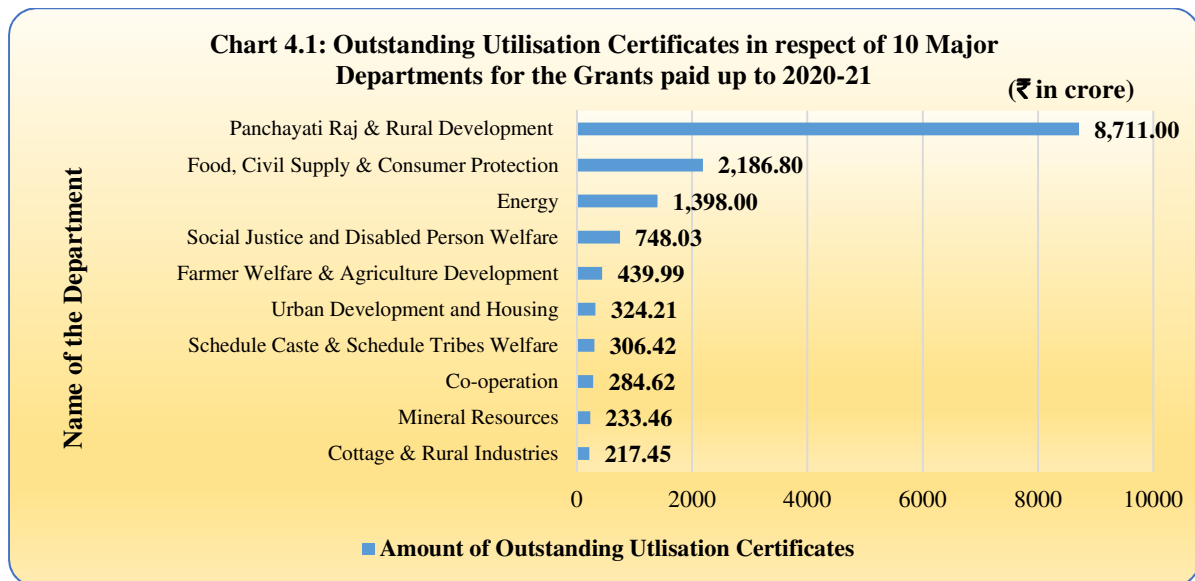 Chart 4.1: Outstanding Utilisation Certificates in respect of 10 Major
Departments for the Grants paid up to 2020-21
(₹ in crore)
Name of the Department
Panchayati Raj & Rural Development 8,711.00
Food, Civil Supply & Consumer Protection 2,186.80
Energy 1,398.00
Social Justice and Disabled Person Welfare 748.03
Farmer Welfare & Agriculture Development 439.99
Urban Development and Housing 324.21
Schedule Caste & Schedule Tribes Welfare 306.42
Co-operation 284.62
Mineral Resources 233.46
Cottage & Rural Industries 217.45
0 2000 4000 6000 8000 10000
Amount of Outstanding Utlisation Certificates